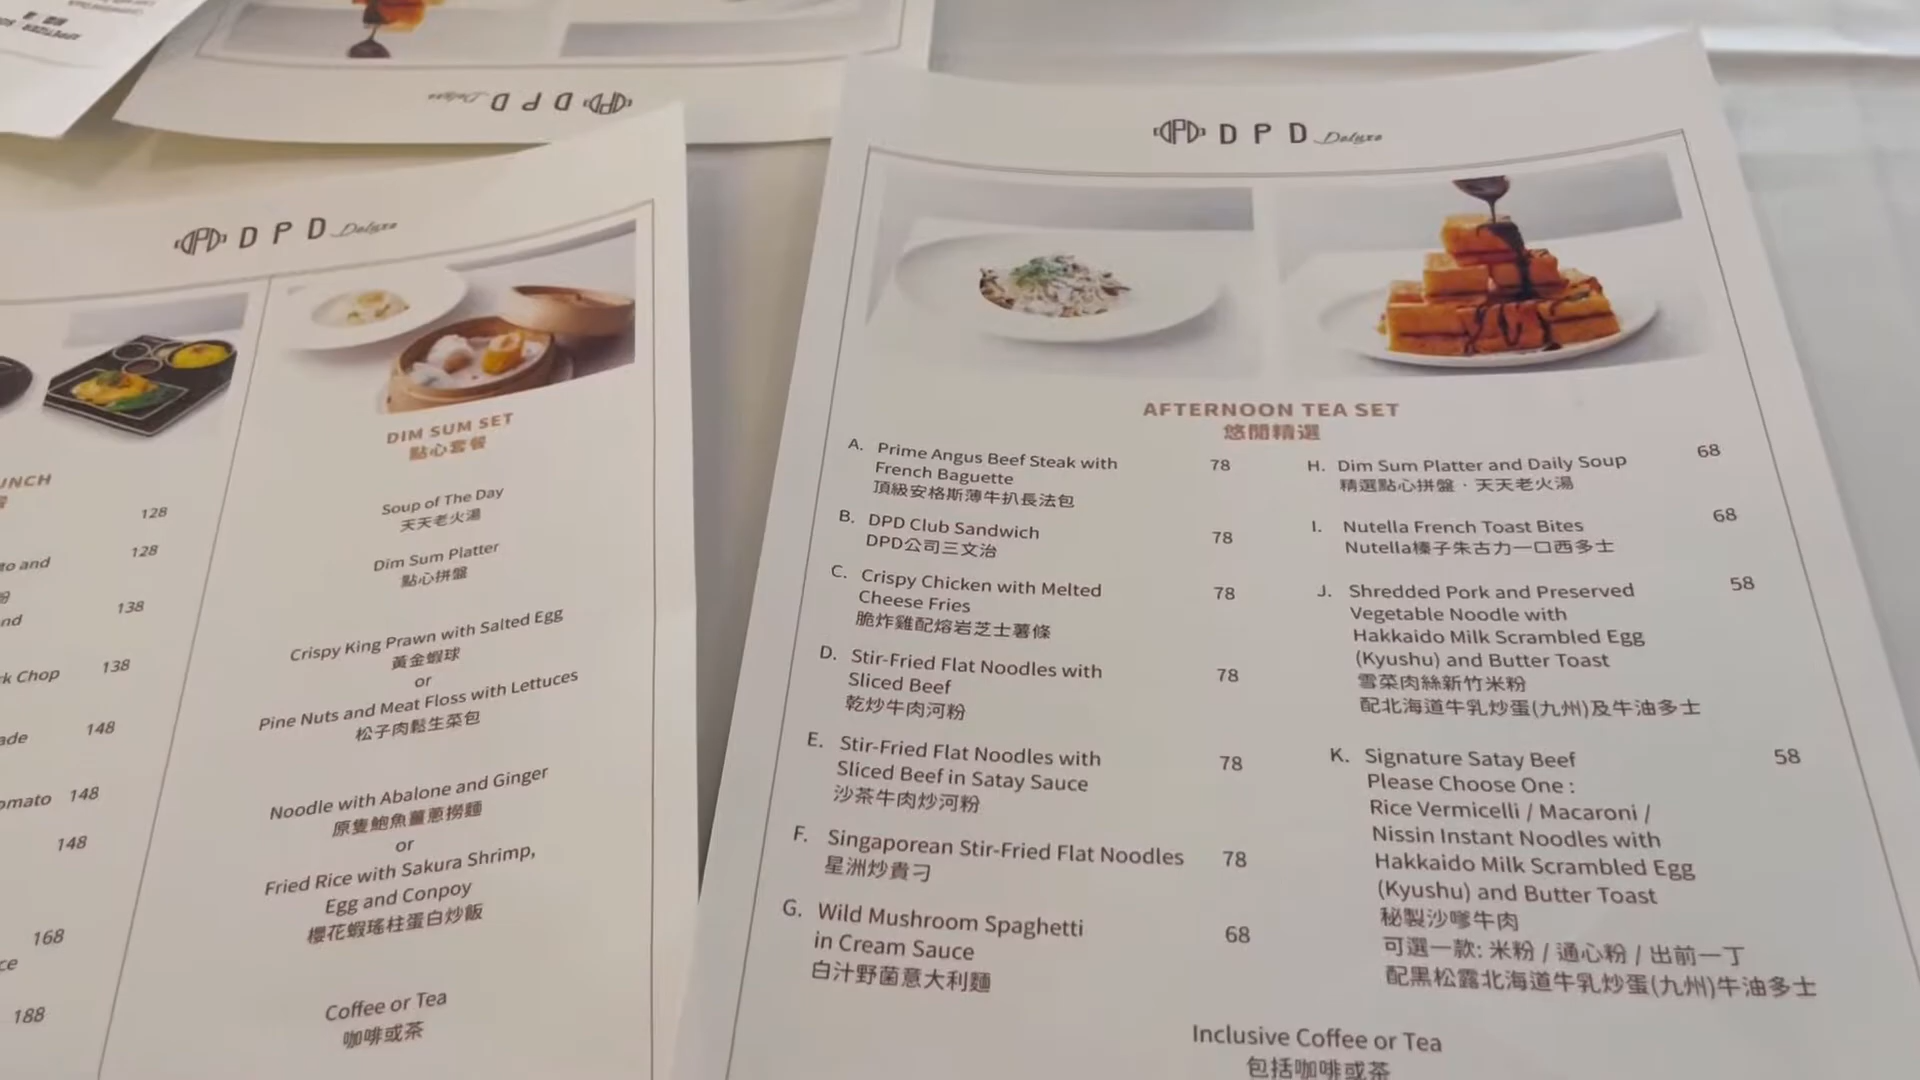 DPD Deluxe
DPD Deluxe
UNCH
128
128
to and
138
nd
138
rk Chop
148
ade
omato 148
148
168
ce
188
DIM SUM SET
點心套餐
Soup of The Day
天天老火湯
Dim Sum Platter
點心拼盤
Crispy King Prawn with Salted Egg
黃金蝦球
or
Pine Nuts and Meat Floss with Lettuces
松子肉鬆生菜包
Noodle with Abalone and Ginger
原隻鮑魚薑蔥撈麵
or
Fried Rice with Sakura Shrimp,
Egg and Conpoy
櫻花蝦瑤柱蛋白炒飯
Coffee or Tea
咖啡或茶
DPD Deluxe
AFTERNOON TEA SET
悠閒精選
A. Prime Angus Beef Steak with 78
French Baguette
頂級安格斯薄牛扒長法包
B. DPD Club Sandwich 78
DPD公司三文治
C. Crispy Chicken with Melted 78
Cheese Fries
脆炸雞配熔岩芝士薯條
D. Stir-Fried Flat Noodles with 78
Sliced Beef
乾炒牛肉河粉
E. Stir-Fried Flat Noodles with 78
Sliced Beef in Satay Sauce
沙茶牛肉炒河粉
F. Singaporean Stir-Fried Flat Noodles 78
星洲炒貴刁
G. Wild Mushroom Spaghetti 68
in Cream Sauce
白汁野菌意大利麵
H. Dim Sum Platter and Daily Soup 68
精選點心拼盤 · 天天老火湯
I. Nutella French Toast Bites 68
Nutella榛子朱古力一口西多士
J. Shredded Pork and Preserved 58
Vegetable Noodle with
Hakkaido Milk Scrambled Egg
(Kyushu) and Butter Toast
雪菜肉絲新竹米粉
配北海道牛乳炒蛋(九州)及牛油多士
K. Signature Satay Beef 58
Please Choose One :
Rice Vermicelli / Macaroni /
Nissin Instant Noodles with
Hakkaido Milk Scrambled Egg
(Kyushu) and Butter Toast
秘製沙嗲牛肉
可選一款: 米粉 / 通心粉 / 出前一丁
配黑松露北海道牛乳炒蛋(九州)牛油多士
Inclusive Coffee or Tea
包括咖啡或茶